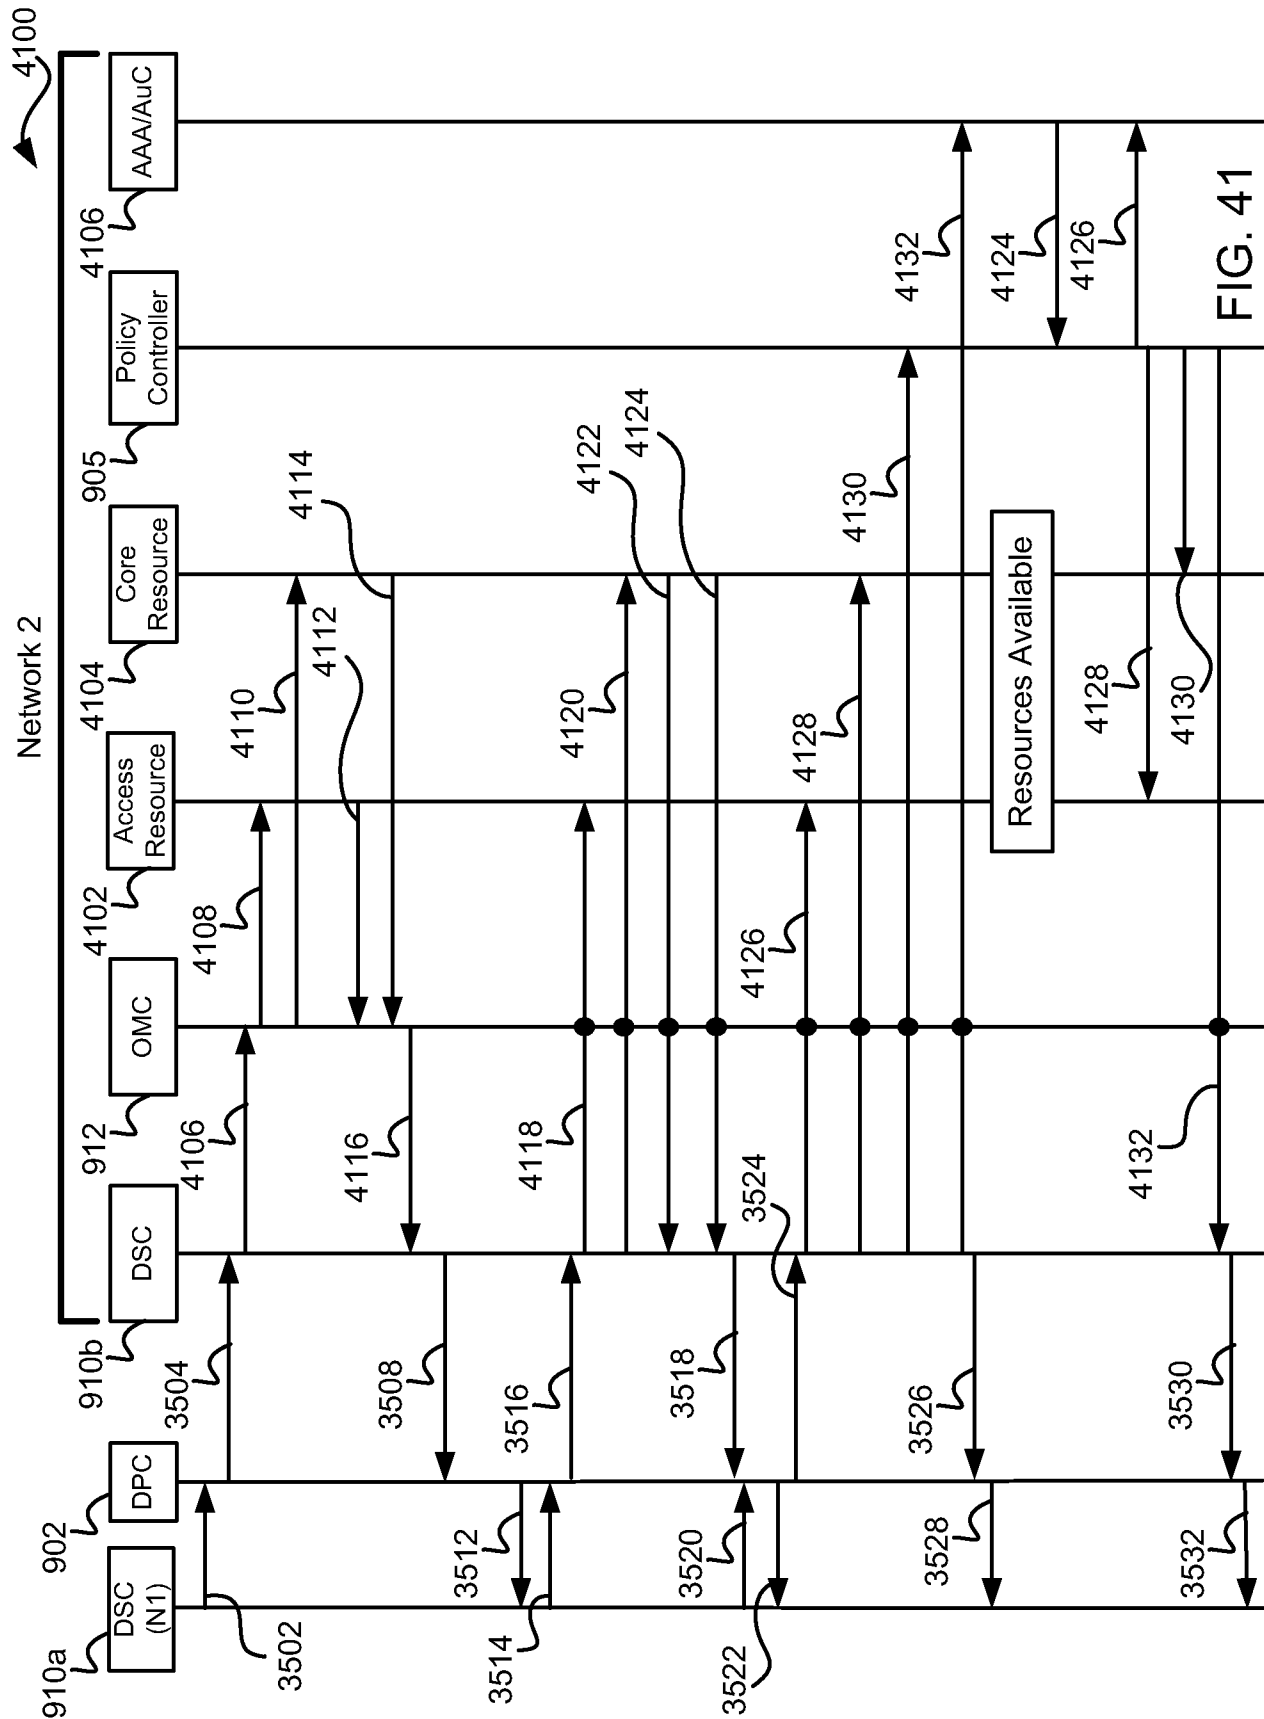 Network 2
4100
910a
902
910b
912
4102
4104
905
4106
DSC
(N1)
DPC
DSC
OMC
Access
Resource
Core
Resource
Policy
Controller
AAA/AuC
3502
3504
4106
4108
4110
4112
4114
4116
3508
3512
3514
3516
4118
4120
4122
4124
3518
3520
3522
3524
4126
4128
4130
4132
3526
3528
Resources Available
4124
4126
4128
4130
4132
3530
3532
FIG. 41